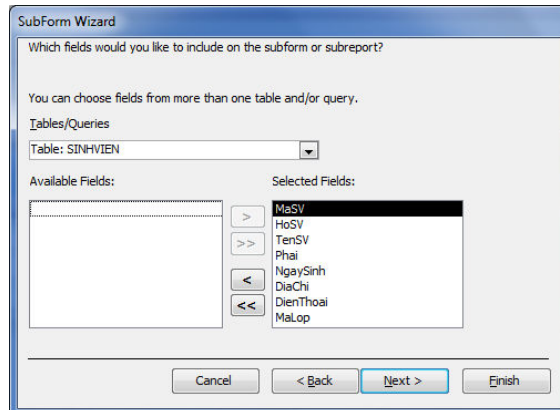 SubForm Wizard
Which fields would you like to include on the subform or subreport?
You can choose fields from more than one table and/or query.
Tables/Queries
Table: SINHVIEN
Available Fields:
Selected Fields:
>
>>
<
<<
MaSV
HoSV
TenSV
Phai
NgaySinh
DiaChi
DienThoai
MaLop
Cancel
< Back
Next >
Finish